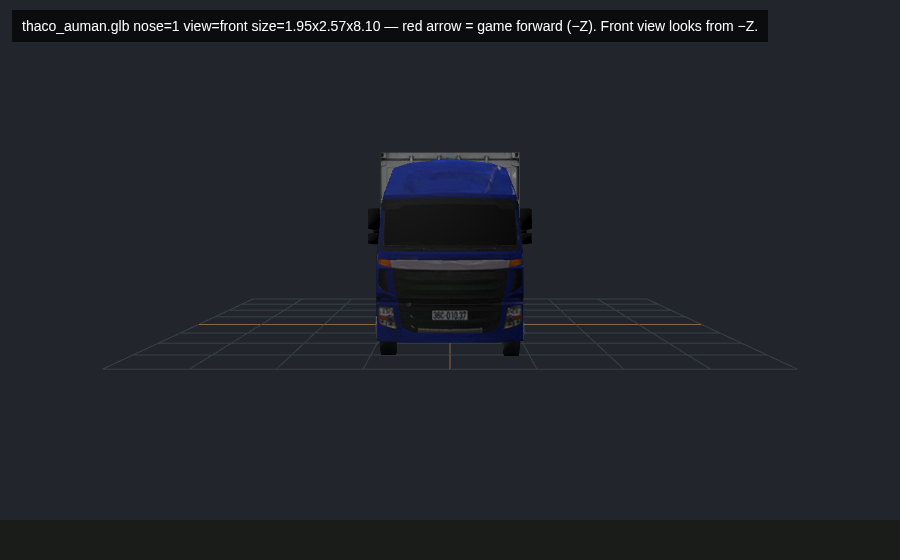 thaco_auman.glb nose=1 view=front size=1.95x2.57x8.10 — red arrow = game forward (−Z). Front view looks from −Z.